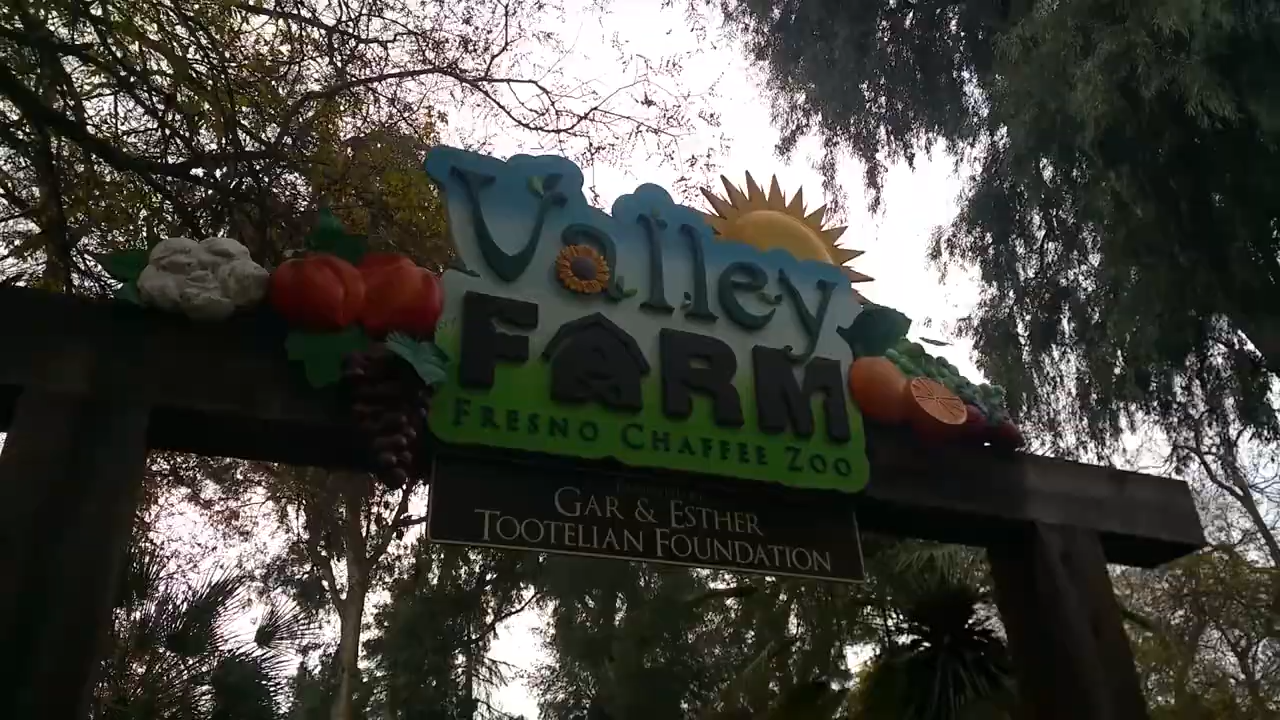 Valley
FARM
FRESNO CHAFFEE ZOO
GAR & ESTHER
TOOTELIAN FOUNDATION